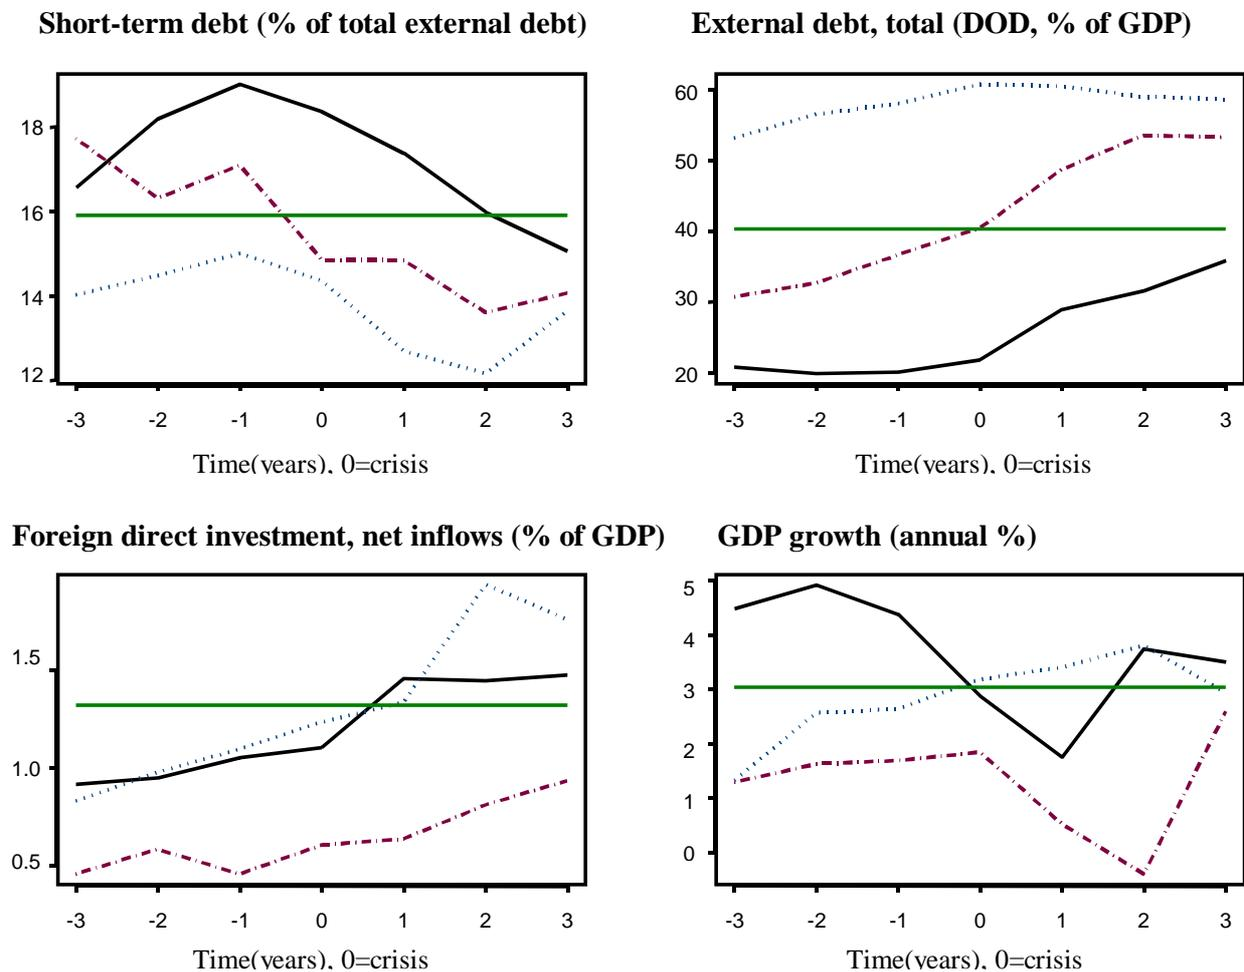 Short-term debt (% of total external debt)
18
16
14
12
-3 -2 -1 0 1 2 3
Time(years), 0=crisis
External debt, total (DOD, % of GDP)
60
50
40
30
20
-3 -2 -1 0 1 2 3
Time(years), 0=crisis
Foreign direct investment, net inflows (% of GDP)
1.5
1.0
0.5
-3 -2 -1 0 1 2 3
Time(years), 0=crisis
GDP growth (annual %)
5
4
3
2
1
0
-3 -2 -1 0 1 2 3
Time(years), 0=crisis